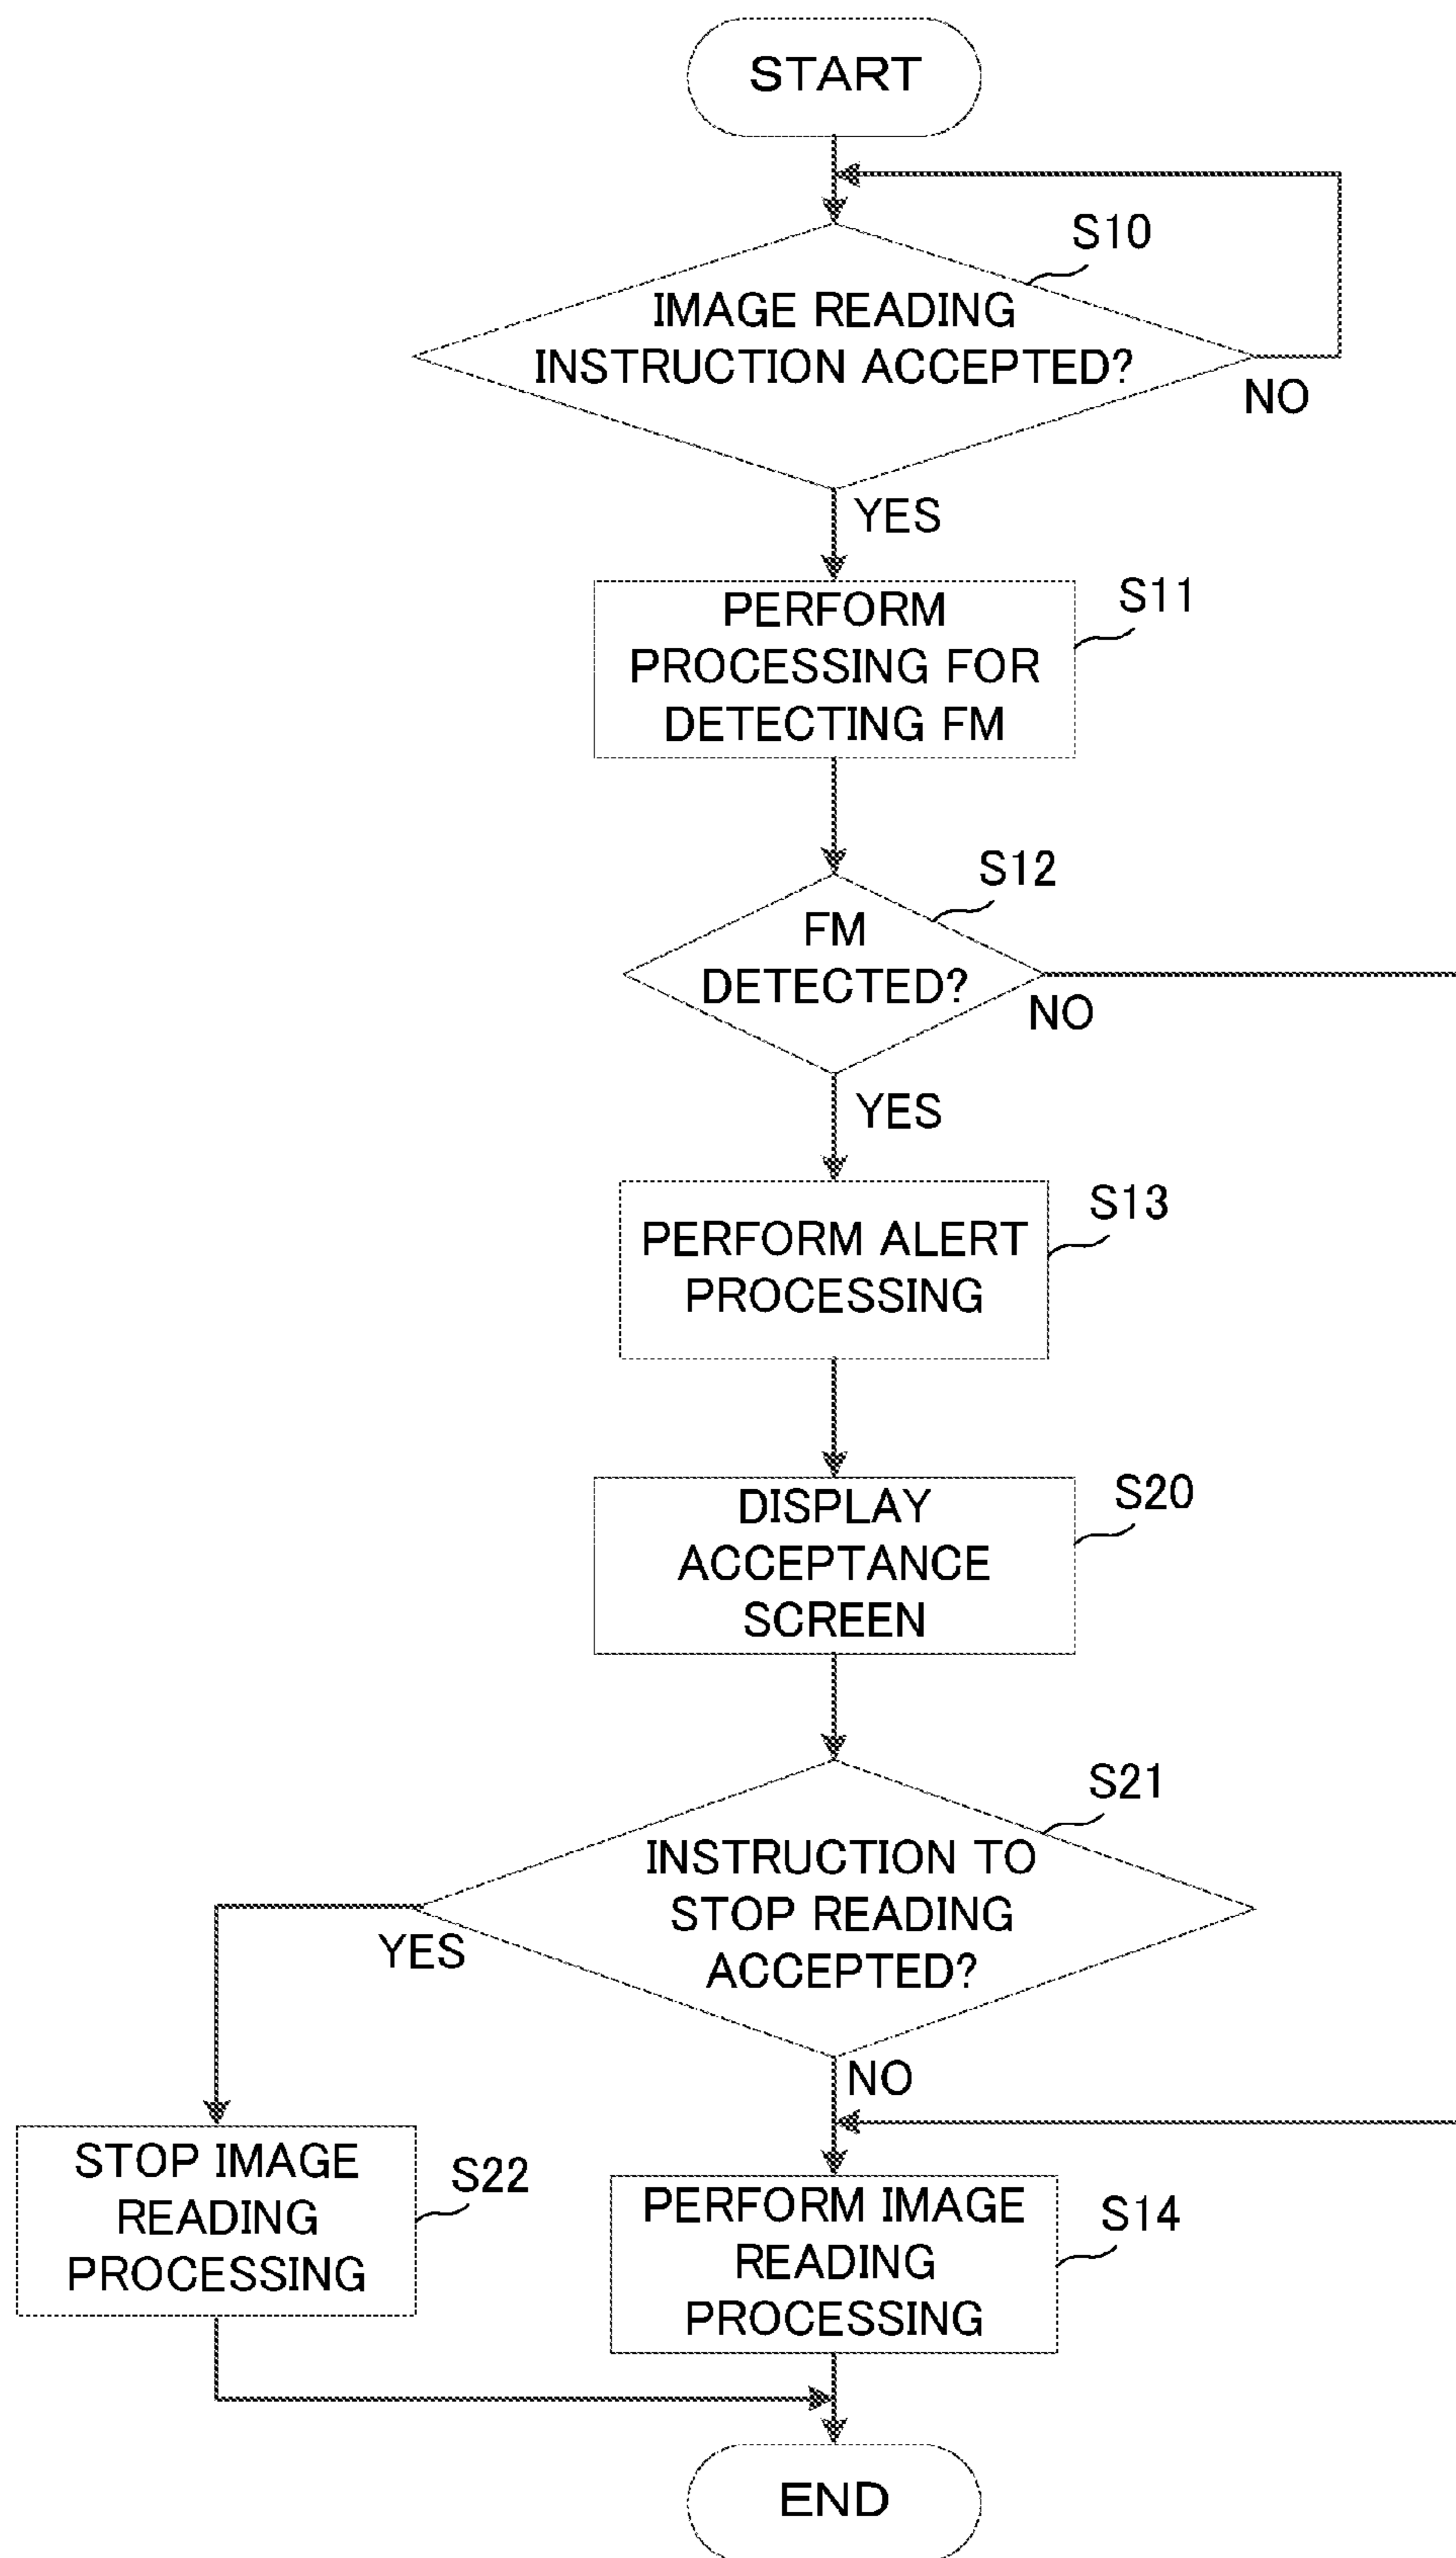 START
S10
IMAGE READING
INSTRUCTION ACCEPTED?
NO
YES
S11
PERFORM
PROCESSING FOR
DETECTING FM
S12
FM
DETECTED?
NO
YES
S13
PERFORM ALERT
PROCESSING
S20
DISPLAY
ACCEPTANCE
SCREEN
S21
INSTRUCTION TO
STOP READING
ACCEPTED?
YES
NO
STOP IMAGE
READING
PROCESSING
S22
PERFORM IMAGE
READING
PROCESSING
S14
END